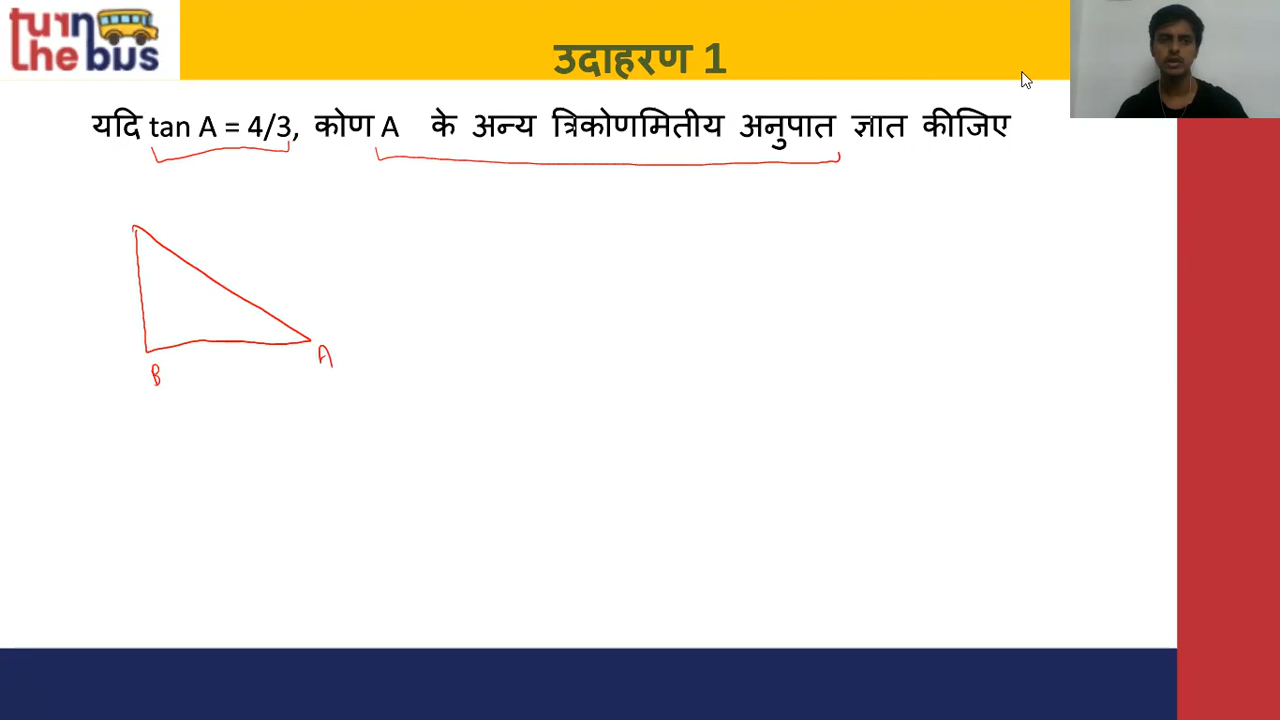 turn
the bus
उदाहरण 1
यदि tan A = 4/3, कोण A के अन्य त्रिकोणमितीय अनुपात ज्ञात कीजिए
B
A